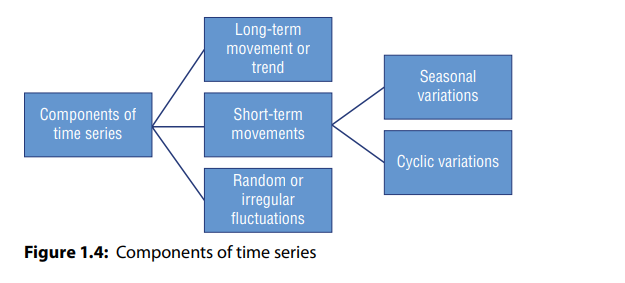 Long-term
movement or
trend
Components of
time series
Short-term
movements
Random or
irregular
fluctuations
Seasonal
variations
Cyclic variations
Figure 1.4: Components of time series